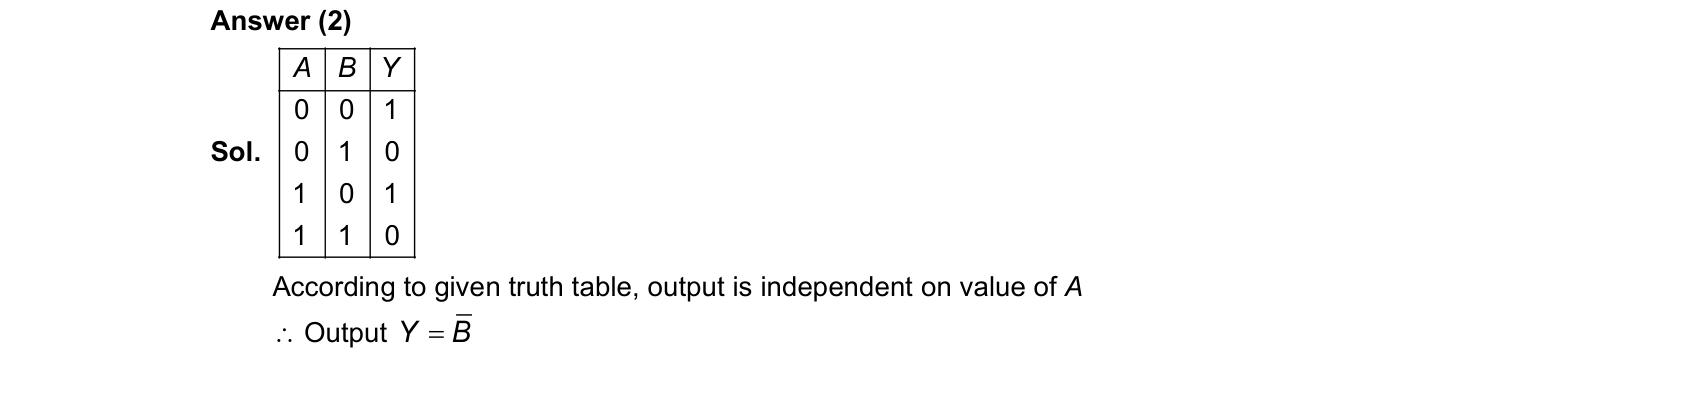 Answer (2)
A B Y
0 0 1
Sol. 0 1 0
1 0 1
1 1 0
According to given truth table, output is independent on value of A
∴ Output Y = B̅